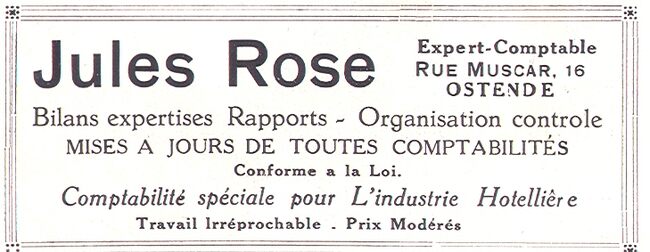 Jules Rose
Expert-Comptable
RUE MUSCAR, 16
OSTENDE
Bilans expertises Rapports - Organisation controle
MISES A JOURS DE TOUTES COMPTABILITÉS
Conforme a la Loi.
Comptabilité spéciale pour L'industrie Hotellière
Travail Irréprochable - Prix Modérés